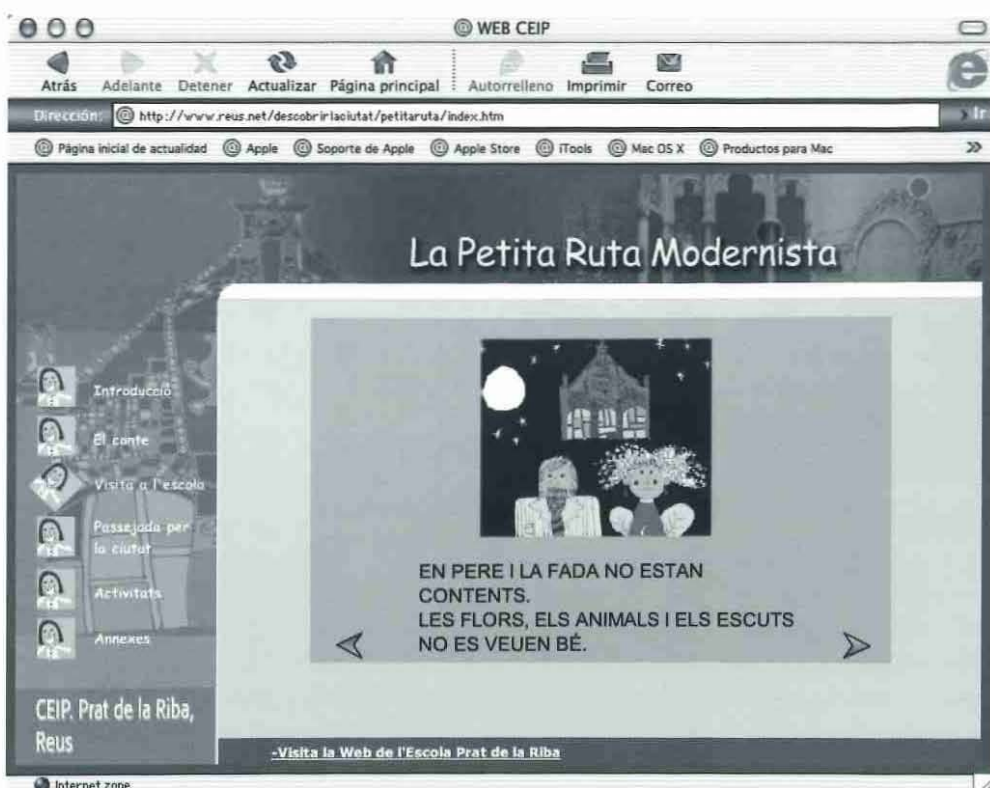 @ WEB CEIP
Atrás Adelante Detener Actualizar Página principal Autorrelleno Imprimir Correo
Dirección: @ http://www.reus.net/descobrirlaciutat/petitaruta/index.htm Ir
@ Página inicial de actualidad @ Apple @ Soporte de Apple @ Apple Store @ iTools @ Mac OS X @ Productos para Mac
La Petita Ruta Modernista
Introducció
El conte
Visita a l'escola
Passejada per
la ciutat
Activitats
Annexes
EN PERE I LA FADA NO ESTAN
CONTENTS.
LES FLORS, ELS ANIMALS I ELS ESCUTS
NO ES VEUEN BÉ.
CEIP. Prat de la Riba,
Reus
-Visita la Web de l'Escola Prat de la Riba
Internet zone